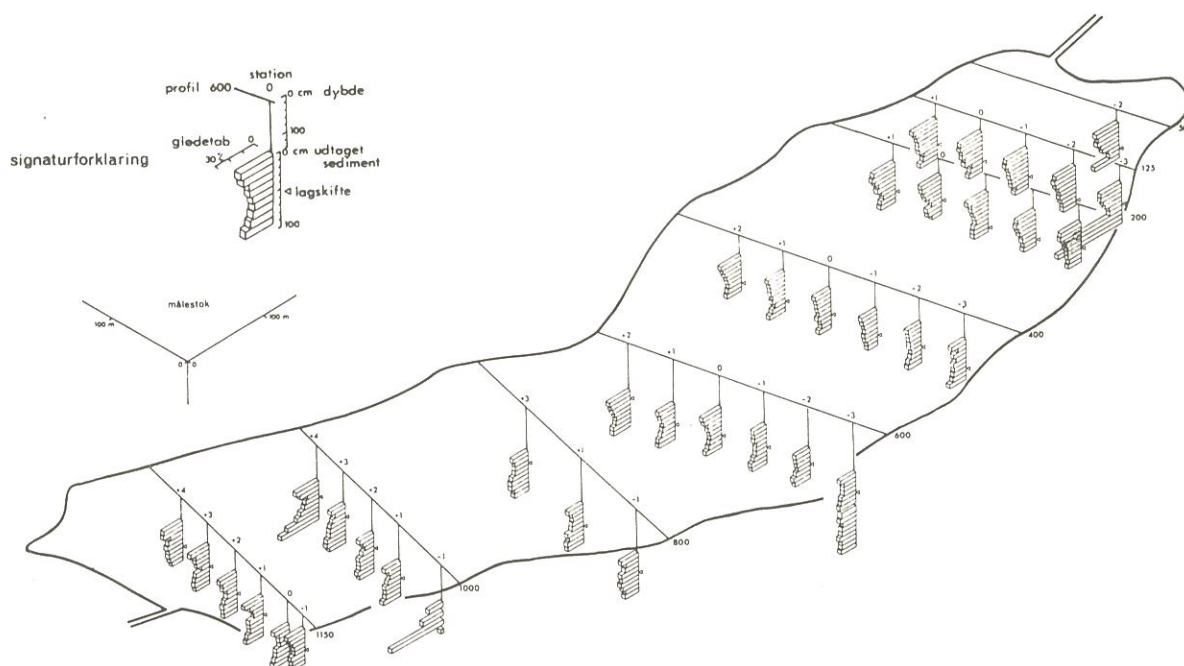 station
profil 600 0
0 cm dybde
100
glødetab 0
30%
0 cm udtaget
sediment
signaturforklaring
lagskifte
100
målestok
100 m
100 m
0 0
-2
+1 0 -1 -2 -3
125
+1 0
200
+2 +1 0 -1 -2 -3
400
+2 +1 0 -1 -2 -3
600
+3 +1 -1
800
+4 +3 +2 +1 -1
1000
+4 +3 +2 +1 0 -1
1150